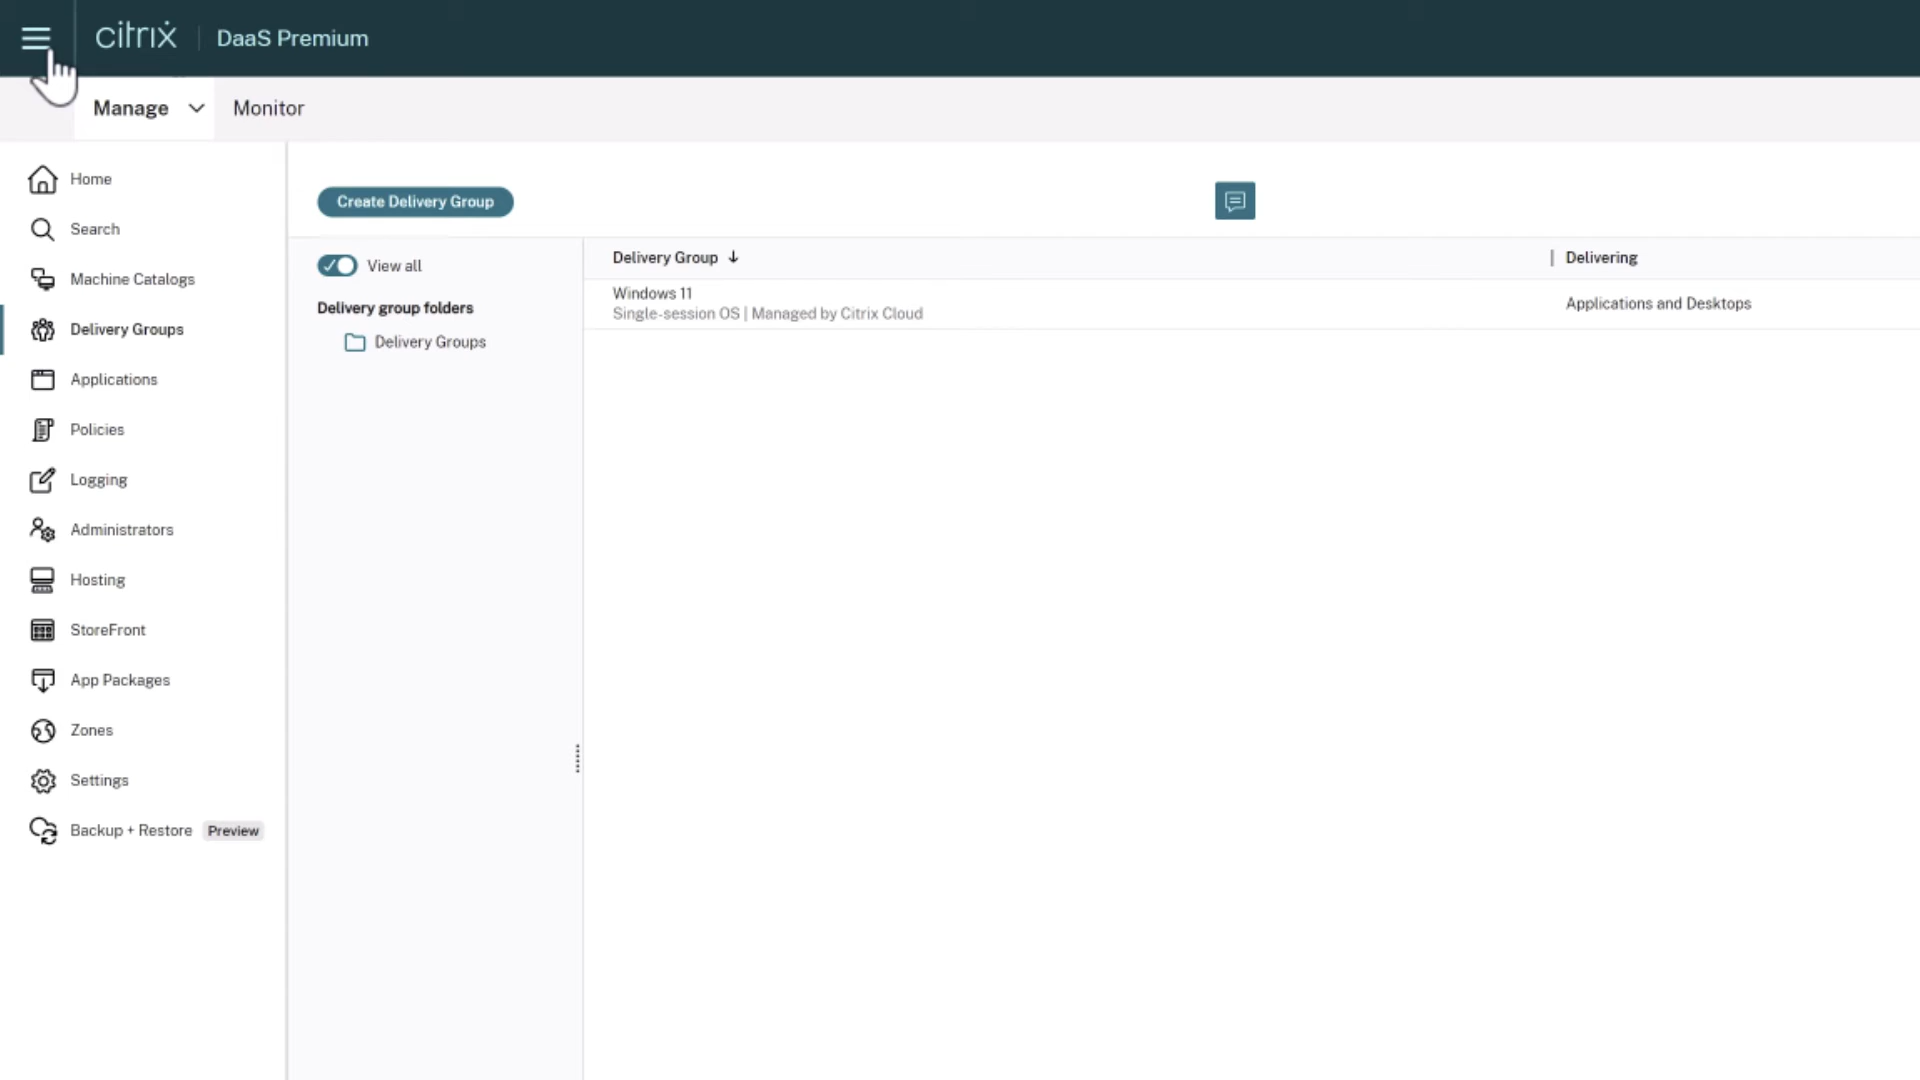 citrix
DaaS Premium
Manage
Monitor
Home
Search
Machine Catalogs
Delivery Groups
Applications
Policies
Logging
Administrators
Hosting
StoreFront
App Packages
Zones
Settings
Backup + Restore Preview
Create Delivery Group
View all
Delivery group folders
Delivery Groups
Delivery Group
Delivering
Windows 11
Single-session OS | Managed by Citrix Cloud
Applications and Desktops